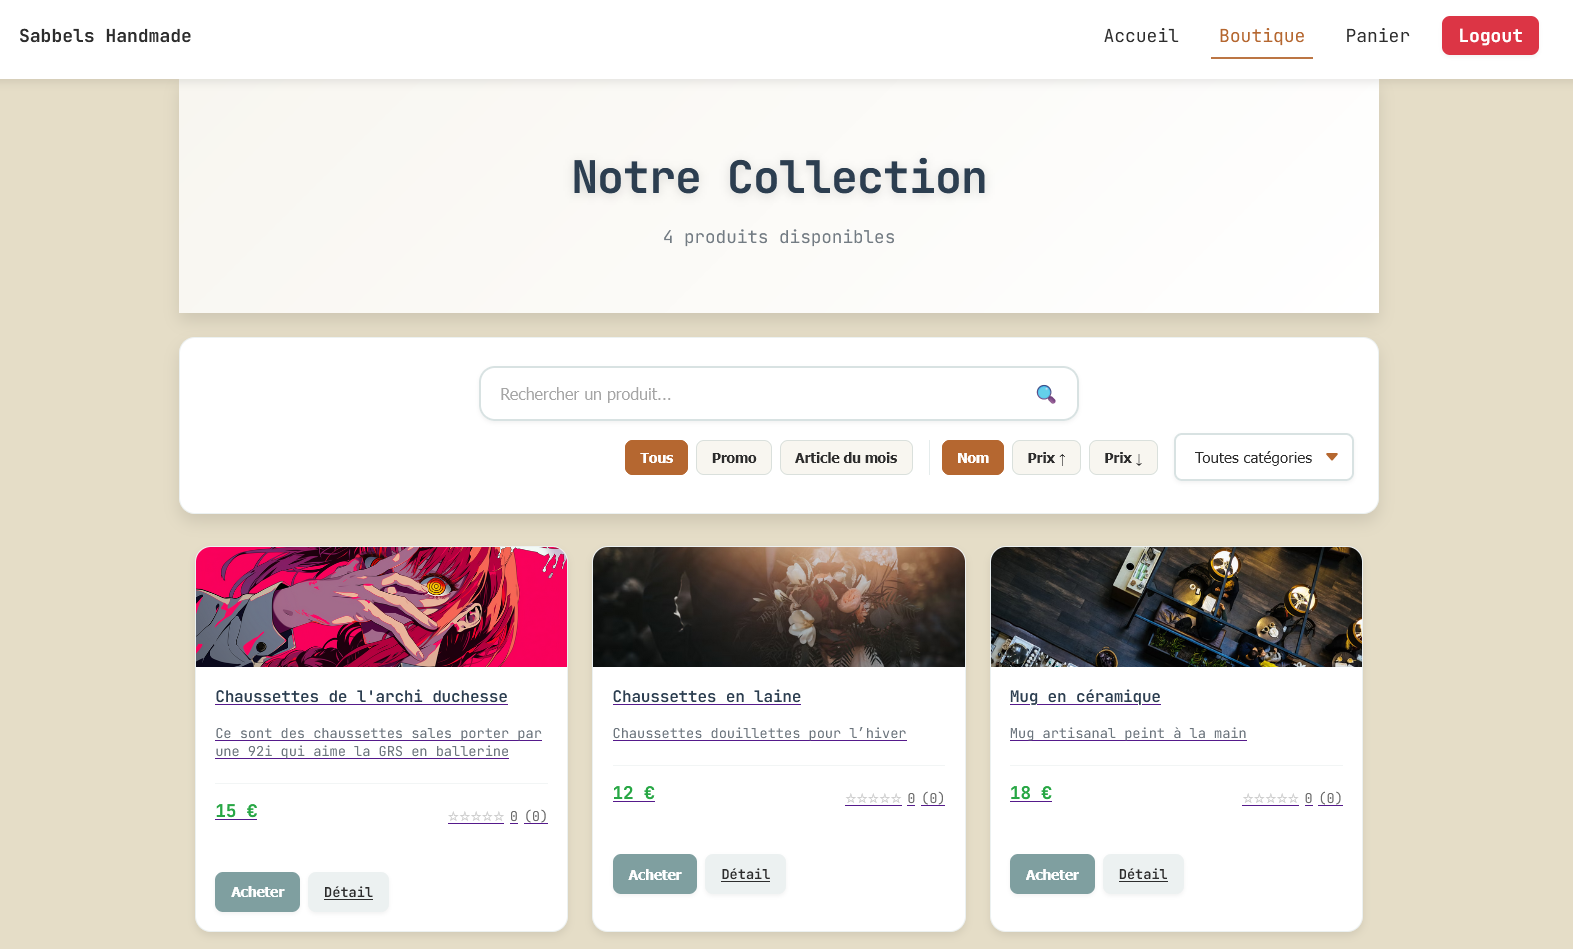 Sabbels Handmade
Accueil
Boutique
Panier
Logout
Notre Collection
4 produits disponibles
Rechercher un produit...
Tous
Promo
Article du mois
Nom
Prix ↑
Prix ↓
Toutes catégories
Chaussettes de l'archi duchesse
Ce sont des chaussettes sales porter par
une 92i qui aime la GRS en ballerine
15 €
☆☆☆☆☆ 0 (0)
Acheter
Détail
Chaussettes en laine
Chaussettes douillettes pour l’hiver
12 €
☆☆☆☆☆ 0 (0)
Acheter
Détail
Mug en céramique
Mug artisanal peint à la main
18 €
☆☆☆☆☆ 0 (0)
Acheter
Détail